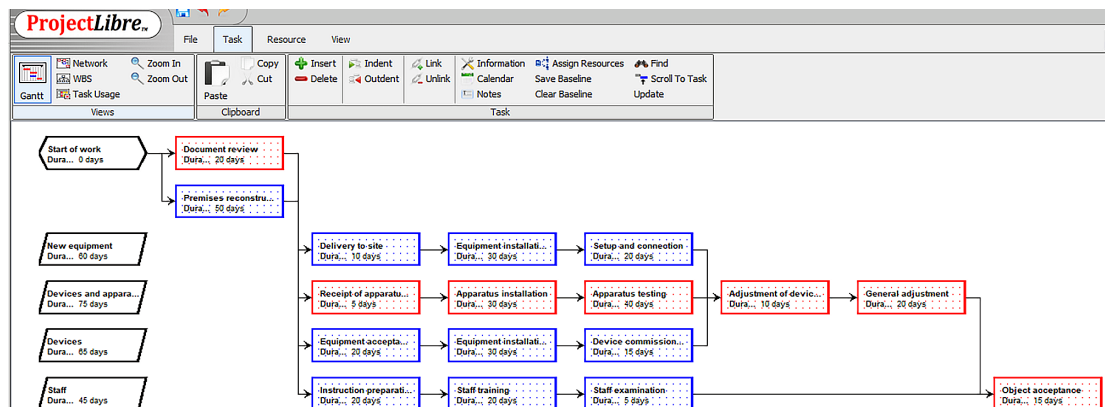 ProjectLibre™
File Task Resource View
Gantt
Network
WBS
Task Usage
Zoom In
Zoom Out
Views
Paste
Copy
Cut
Clipboard
Insert
Delete
Indent
Outdent
Link
Unlink
Information
Calendar
Notes
Assign Resources
Save Baseline
Clear Baseline
Find
Scroll To Task
Update
Task
Start of work
Dura... 0 days
Document review
Dura... 20 days
Premises reconstru...
Dura... 50 days
New equipment
Dura... 60 days
Delivery to site
Dura... 10 days
Equipment installati...
Dura... 30 days
Setup and connection
Dura... 20 days
Devices and appara...
Dura... 75 days
Receipt of apparatu...
Dura... 5 days
Apparatus installation
Dura... 30 days
Apparatus testing
Dura... 40 days
Adjustment of devic...
Dura... 10 days
General adjustment
Dura... 20 days
Devices
Dura... 65 days
Equipment accepta...
Dura... 20 days
Equipment installati...
Dura... 30 days
Device commission...
Dura... 15 days
Staff
Dura... 45 days
Instruction preparati...
Dura... 20 days
Staff training
Dura... 20 days
Staff examination
Dura... 5 days
Object acceptance
Dura... 15 days